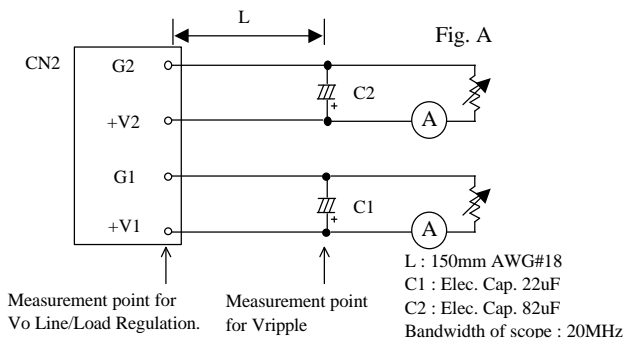 L
Fig. A
CN2
G2
C2
+V2
A
G1
C1
+V1
A
L : 150mm AWG#18
C1 : Elec. Cap. 22uF
C2 : Elec. Cap. 82uF
Bandwidth of scope : 20MHz
Measurement point for
Vo Line/Load Regulation.
Measurement point
for Vripple